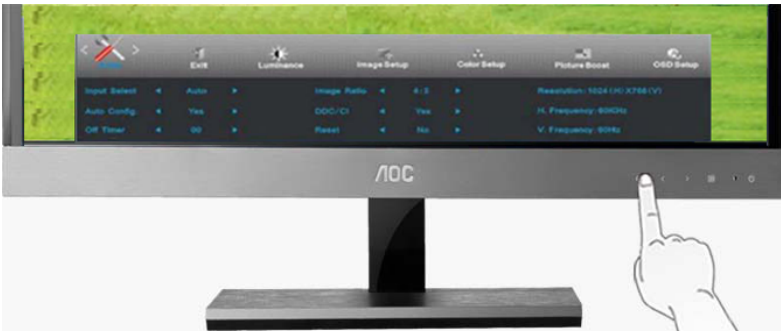 Exit Luminance Image Setup Color Setup Picture Boost OSD Setup
Input Select Auto Image Ratio 4:3 Resolution: 1024 (H) X768 (V)
Auto Config. Yes DDC/CI Yes H. Frequency: 60KHz
Off Timer 00 Reset No V. Frequency: 60Hz
AOC